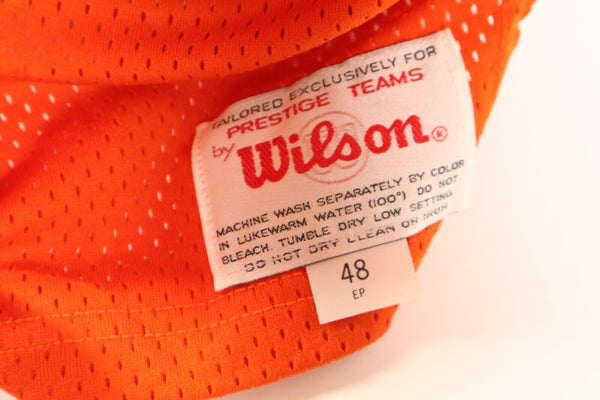 TAILORED EXCLUSIVELY FOR
PRESTIGE TEAMS
by Wilson®
MACHINE WASH SEPARATELY BY COLOR
IN LUKEWARM WATER (100°) DO NOT
BLEACH. TUMBLE DRY LOW SETTING
DO NOT DRY CLEAN OR IRON
48
EP